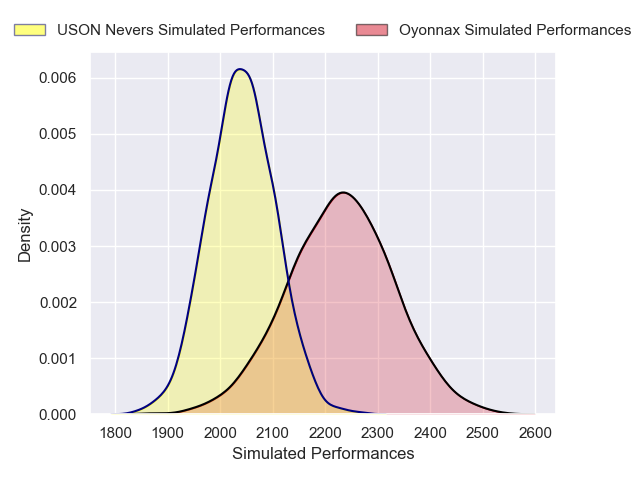 USON Nevers Simulated Performances
Oyonnax Simulated Performances
0.006
0.005
0.004
0.003
0.002
0.001
0.000
Density
1800 1900 2000 2100 2200 2300 2400 2500 2600
Simulated Performances